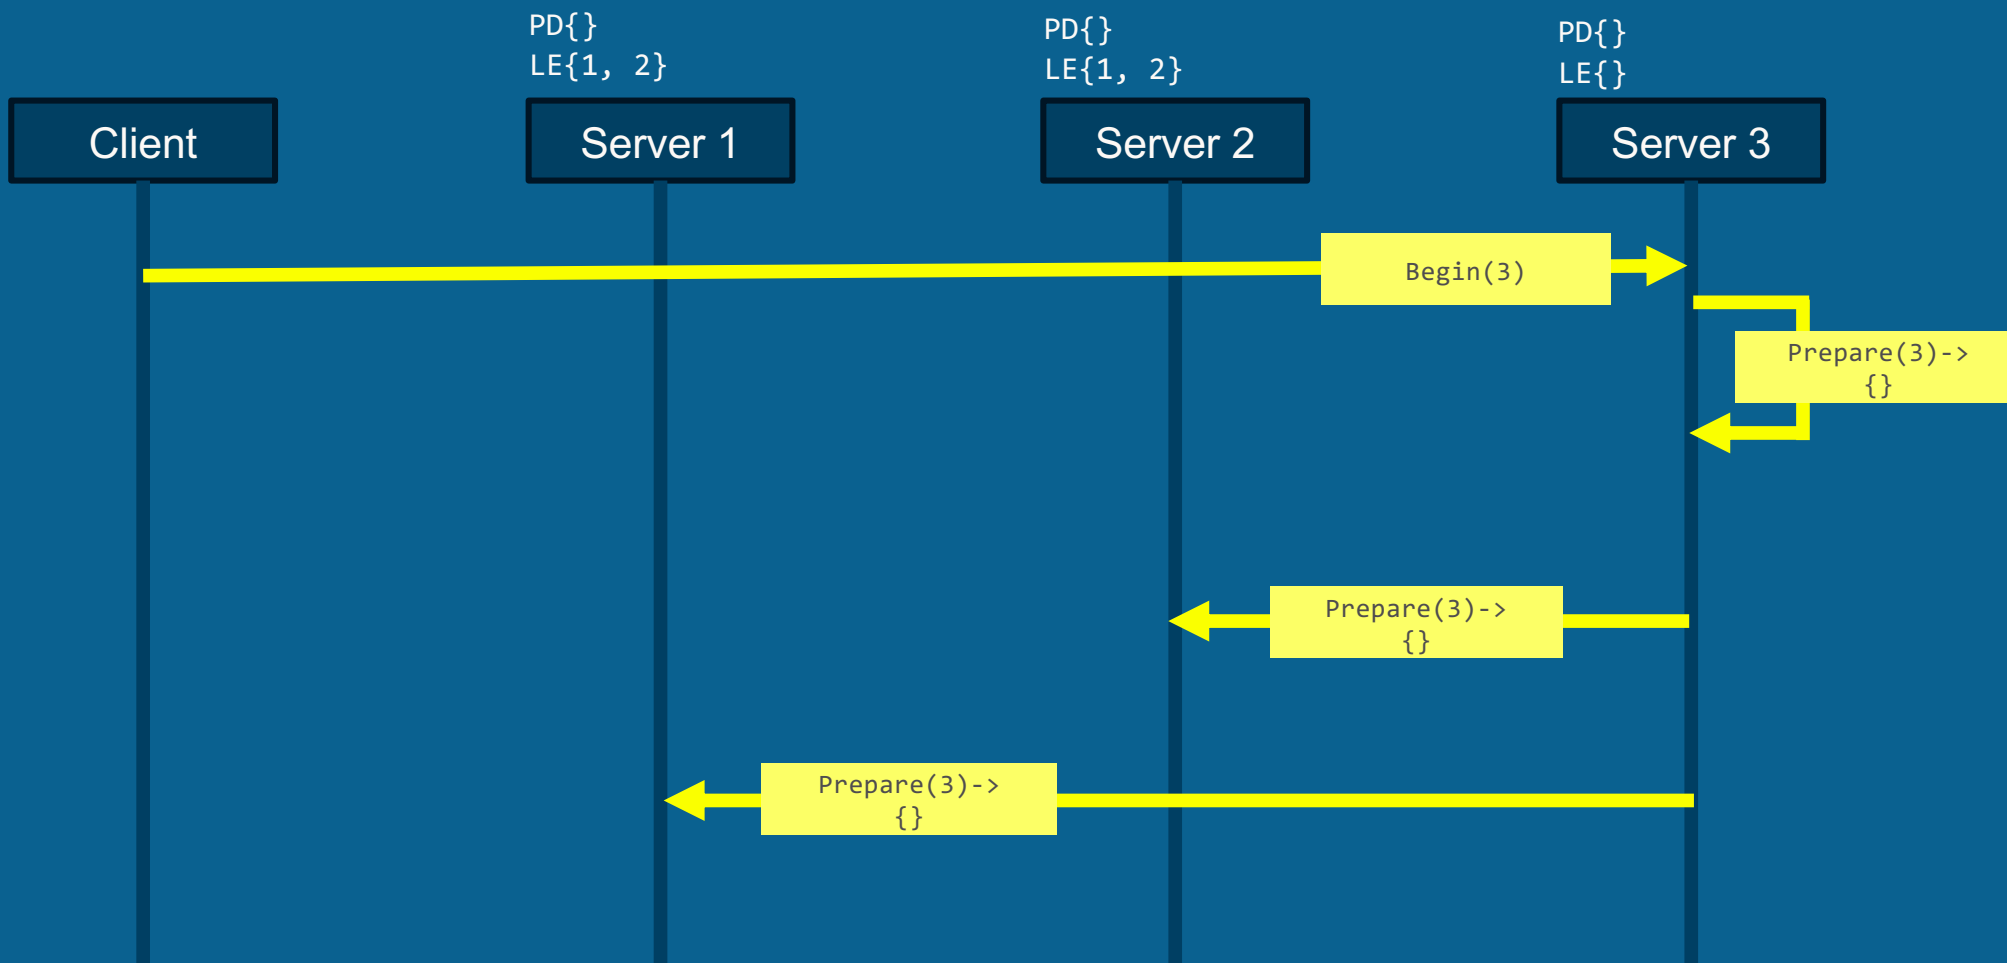 PD{}
LE{1, 2}
PD{}
LE{1, 2}
PD{}
LE{}
Client
Server 1
Server 2
Server 3
Begin(3)
Prepare(3)->
{}
Prepare(3)->
{}
Prepare(3)->
{}